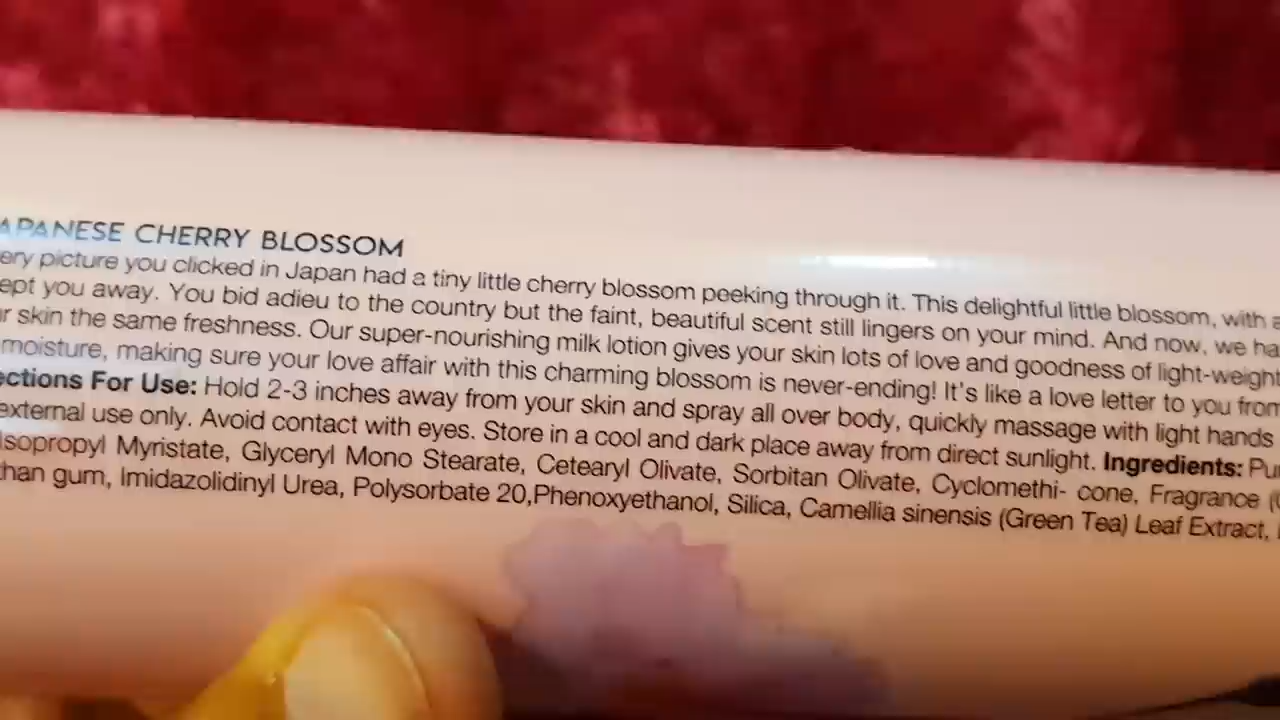 APANESE CHERRY BLOSSOM
ery picture you clicked in Japan had a tiny little cherry blossom peeking through it. This delightful little blossom, with a
ept you away. You bid adieu to the country but the faint, beautiful scent still lingers on your mind. And now, we ha
r skin the same freshness. Our super-nourishing milk lotion gives your skin lots of love and goodness of light-weight
moisture, making sure your love affair with this charming blossom is never-ending! It's like a love letter to you from
ections For Use: Hold 2-3 inches away from your skin and spray all over body, quickly massage with light hands
external use only. Avoid contact with eyes. Store in a cool and dark place away from direct sunlight. Ingredients: Pu
Isopropyl Myristate, Glyceryl Mono Stearate, Cetearyl Olivate, Sorbitan Olivate, Cyclomethi- cone, Fragrance (
than gum, Imidazolidinyl Urea, Polysorbate 20,Phenoxyethanol, Silica, Camellia sinensis (Green Tea) Leaf Extract,